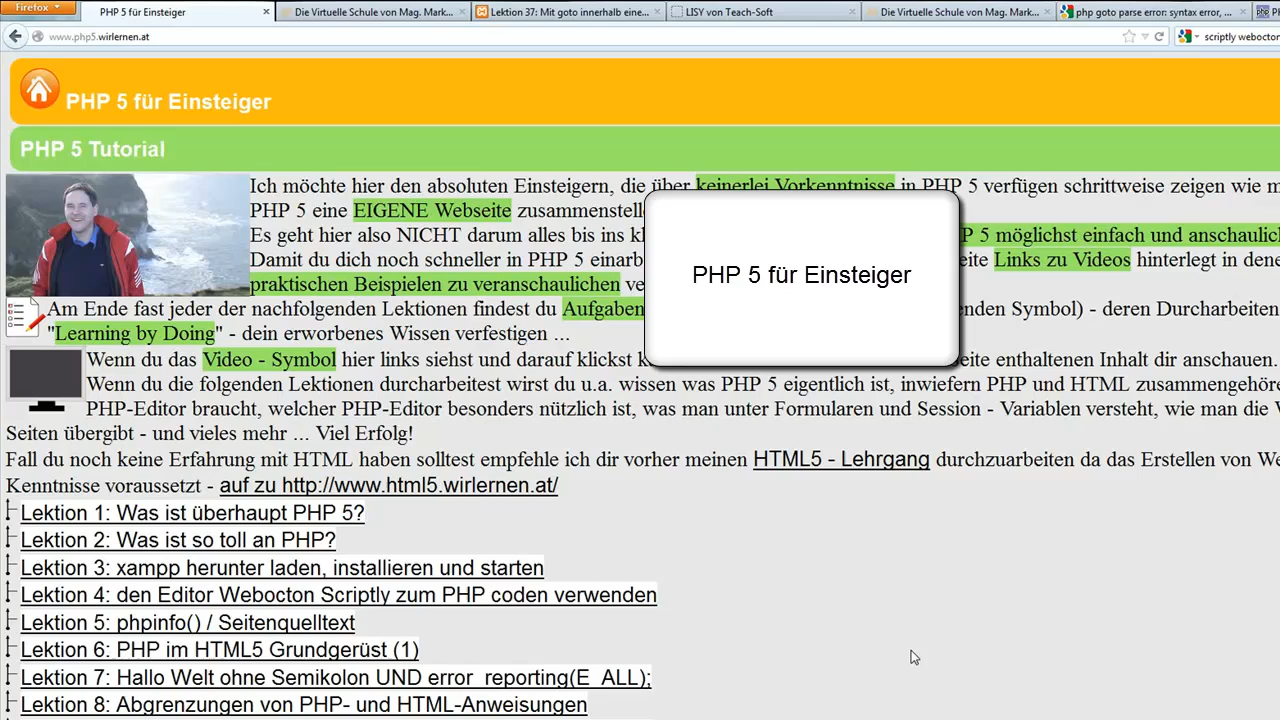 Firefox
PHP 5 für Einsteiger
Die Virtuelle Schule von Mag. Mark...
Lektion 37: Mit goto innerhalb eine...
LISY von Teach-Soft
Die Virtuelle Schule von Mag. Mark...
php goto parse error: syntax error, ...
www.php5.wirlernen.at
scriptly webocton
PHP 5 für Einsteiger
PHP 5 Tutorial
Ich möchte hier den absoluten Einsteigern, die über keinerlei Vorkenntnisse in PHP 5 verfügen schrittweise zeigen wie
PHP 5 eine EIGENE Webseite
Es geht hier also NICHT darum alles bis ins
P 5 möglichst einfach und
Damit du dich noch schneller in PHP 5
Links zu Videos hinterlegt in
praktischen Beispielen zu veranschaulichen
PHP 5 für Einsteiger
Am Ende fast jeder der nachfolgenden Lektionen findest du Aufgaben
enden Symbol) - deren Durcharbeiten
"Learning by Doing" - dein erworbenes Wissen verfestigen ...
Wenn du das Video - Symbol hier links siehst und darauf klickst
enthaltenen Inhalt dir anschauen.
Wenn du die folgenden Lektionen durcharbeitest wirst du u.a. wissen was PHP 5 eigentlich ist, inwiefern PHP und HTML
PHP-Editor braucht, welcher PHP-Editor besonders nützlich ist, was man unter Formularen und Session - Variablen versteht, wie man die
Seiten übergibt - und vieles mehr ... Viel Erfolg!
Fall du noch keine Erfahrung mit HTML haben solltest empfehle ich dir vorher meinen HTML5 - Lehrgang durchzuarbeiten da das Erstellen von
Kenntnisse voraussetzt - auf zu http://www.html5.wirlernen.at/
Lektion 1: Was ist überhaupt PHP 5?
Lektion 2: Was ist so toll an PHP?
Lektion 3: xampp herunter laden, installieren und starten
Lektion 4: den Editor Webocton Scriptly zum PHP coden verwenden
Lektion 5: phpinfo() / Seitenquelltext
Lektion 6: PHP im HTML5 Grundgerüst (1)
Lektion 7: Hallo Welt ohne Semikolon UND error_reporting(E_ALL);
Lektion 8: Abgrenzungen von PHP- und HTML-Anweisungen